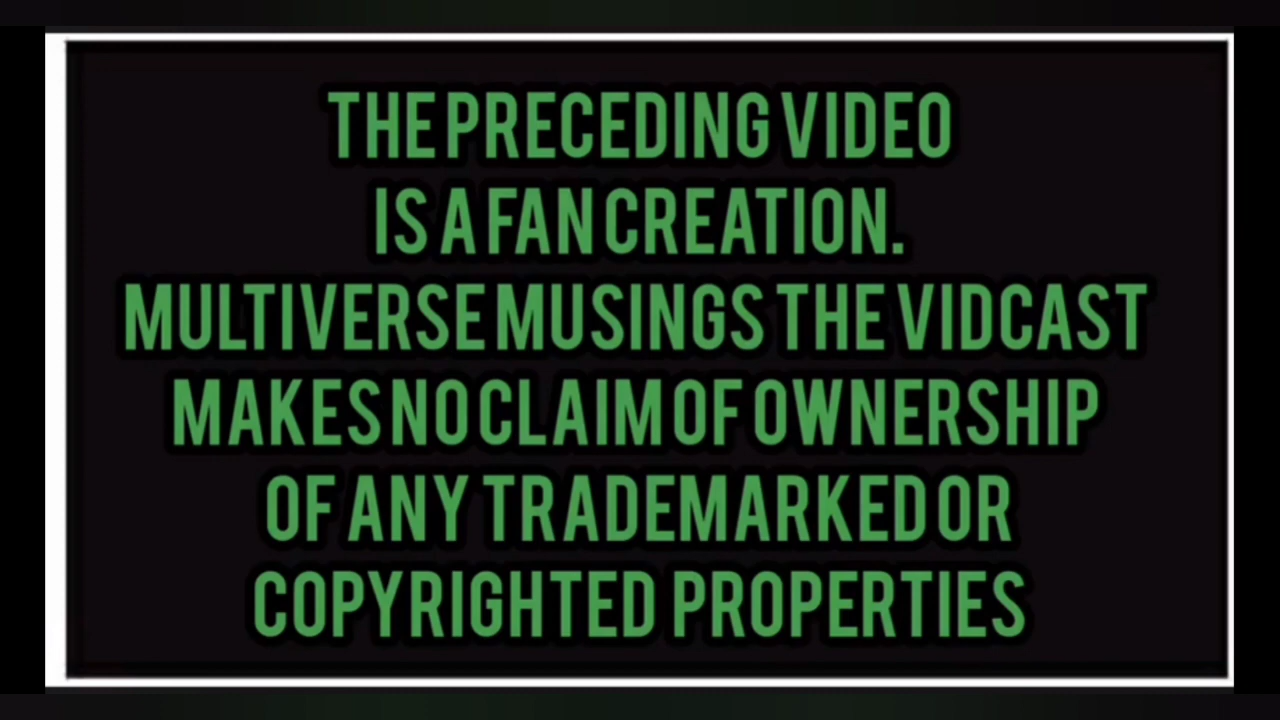 THE PRECEDING VIDEO
IS A FAN CREATION.
MULTIVERSE MUSINGS THE VIDCAST
MAKES NO CLAIM OF OWNERSHIP
OF ANY TRADEMARKED OR
COPYRIGHTED PROPERTIES